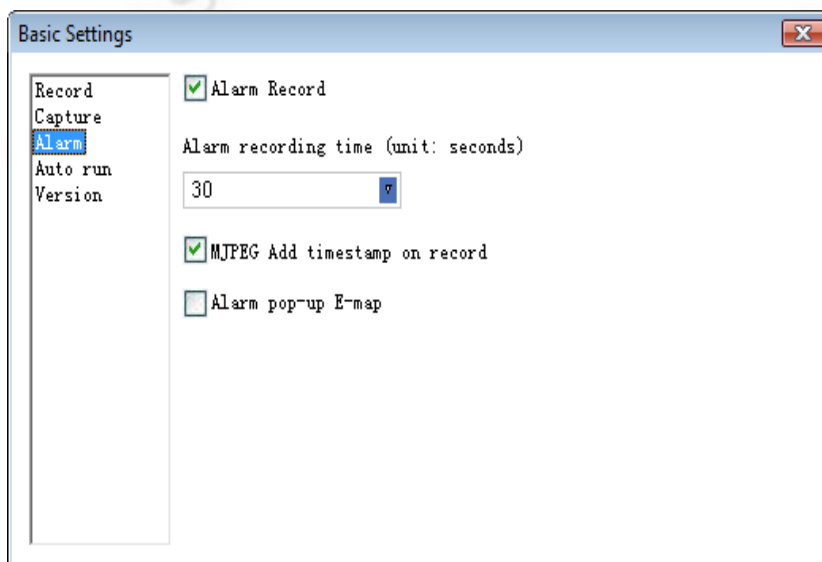 Basic Settings
Record
Capture
Alarm
Auto run
Version
Alarm Record
Alarm recording time (unit: seconds)
30
MJPEG Add timestamp on record
Alarm pop-up E-map